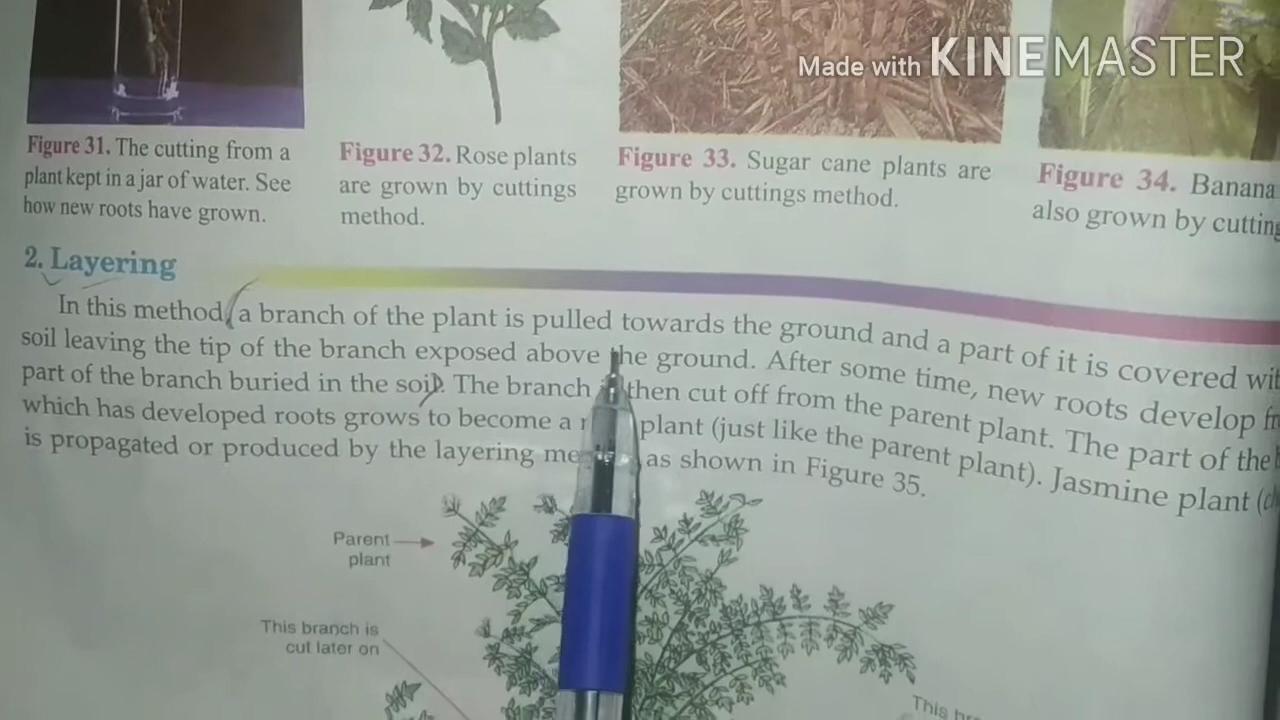 Made with KINEMASTER
Figure 31. The cutting from a
plant kept in a jar of water. See
how new roots have grown.
Figure 32. Rose plants
are grown by cuttings
method.
Figure 33. Sugar cane plants are
grown by cuttings method.
Figure 34. Banana
also grown by cutting
2. Layering
In this method, a branch of the plant is pulled towards the ground and a part of it is covered
soil leaving the tip of the branch exposed above the ground. After some time, new roots develop
part of the branch buried in the soil. The branch then cut off from the parent plant. The part of the
which has developed roots grows to become a plant (just like the parent plant). Jasmine plant
is propagated or produced by the layering as shown in Figure 35.
Parent
plant
This branch is
cut later on
This